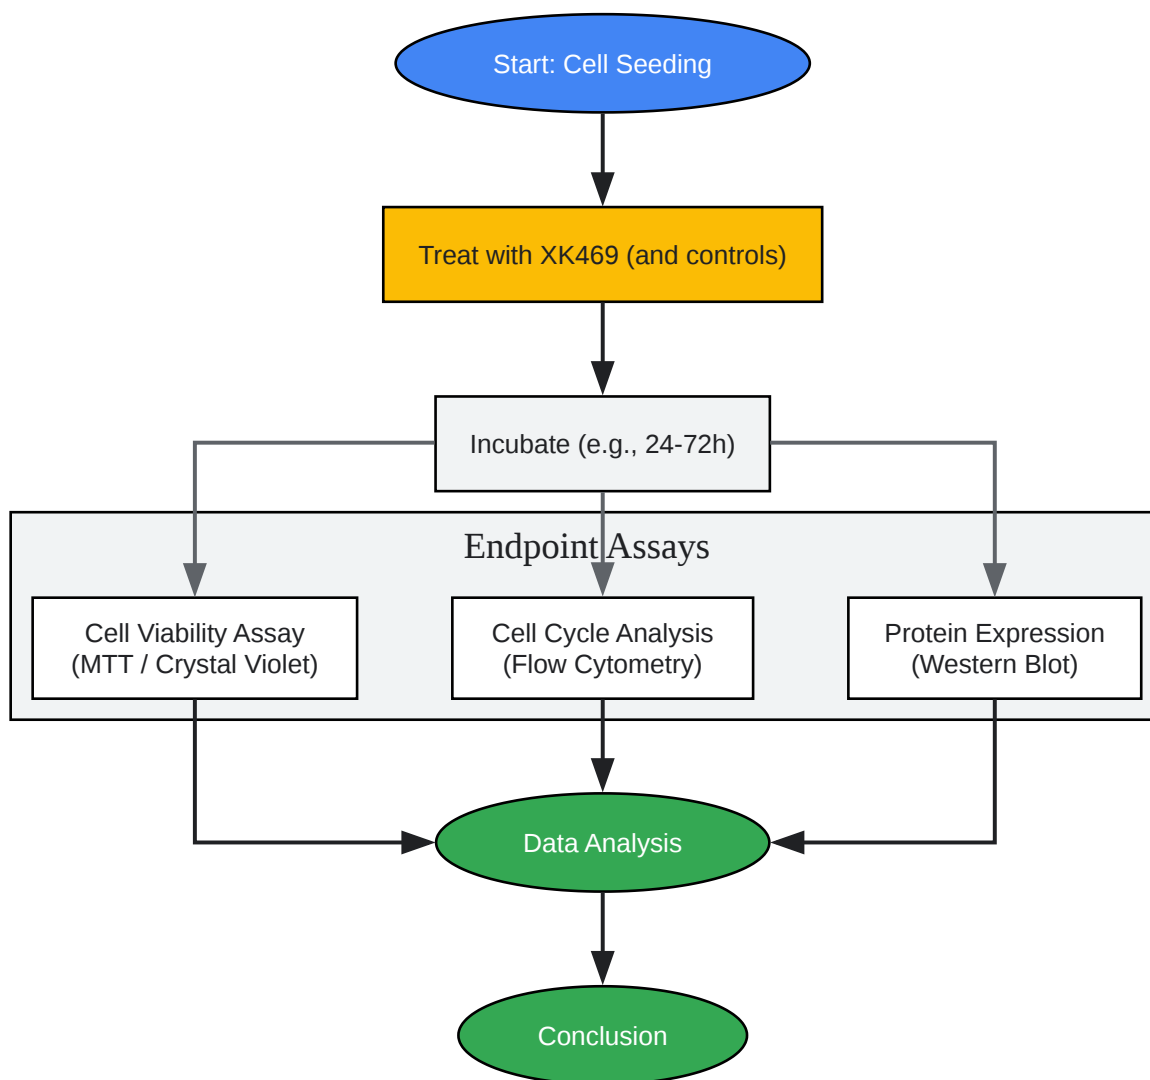 Start: Cell Seeding
Treat with XK469 (and controls)
Incubate (e.g., 24-72h)
Endpoint Assays
Cell Viability Assay
(MTT / Crystal Violet)
Cell Cycle Analysis
(Flow Cytometry)
Protein Expression
(Western Blot)
Data Analysis
Conclusion